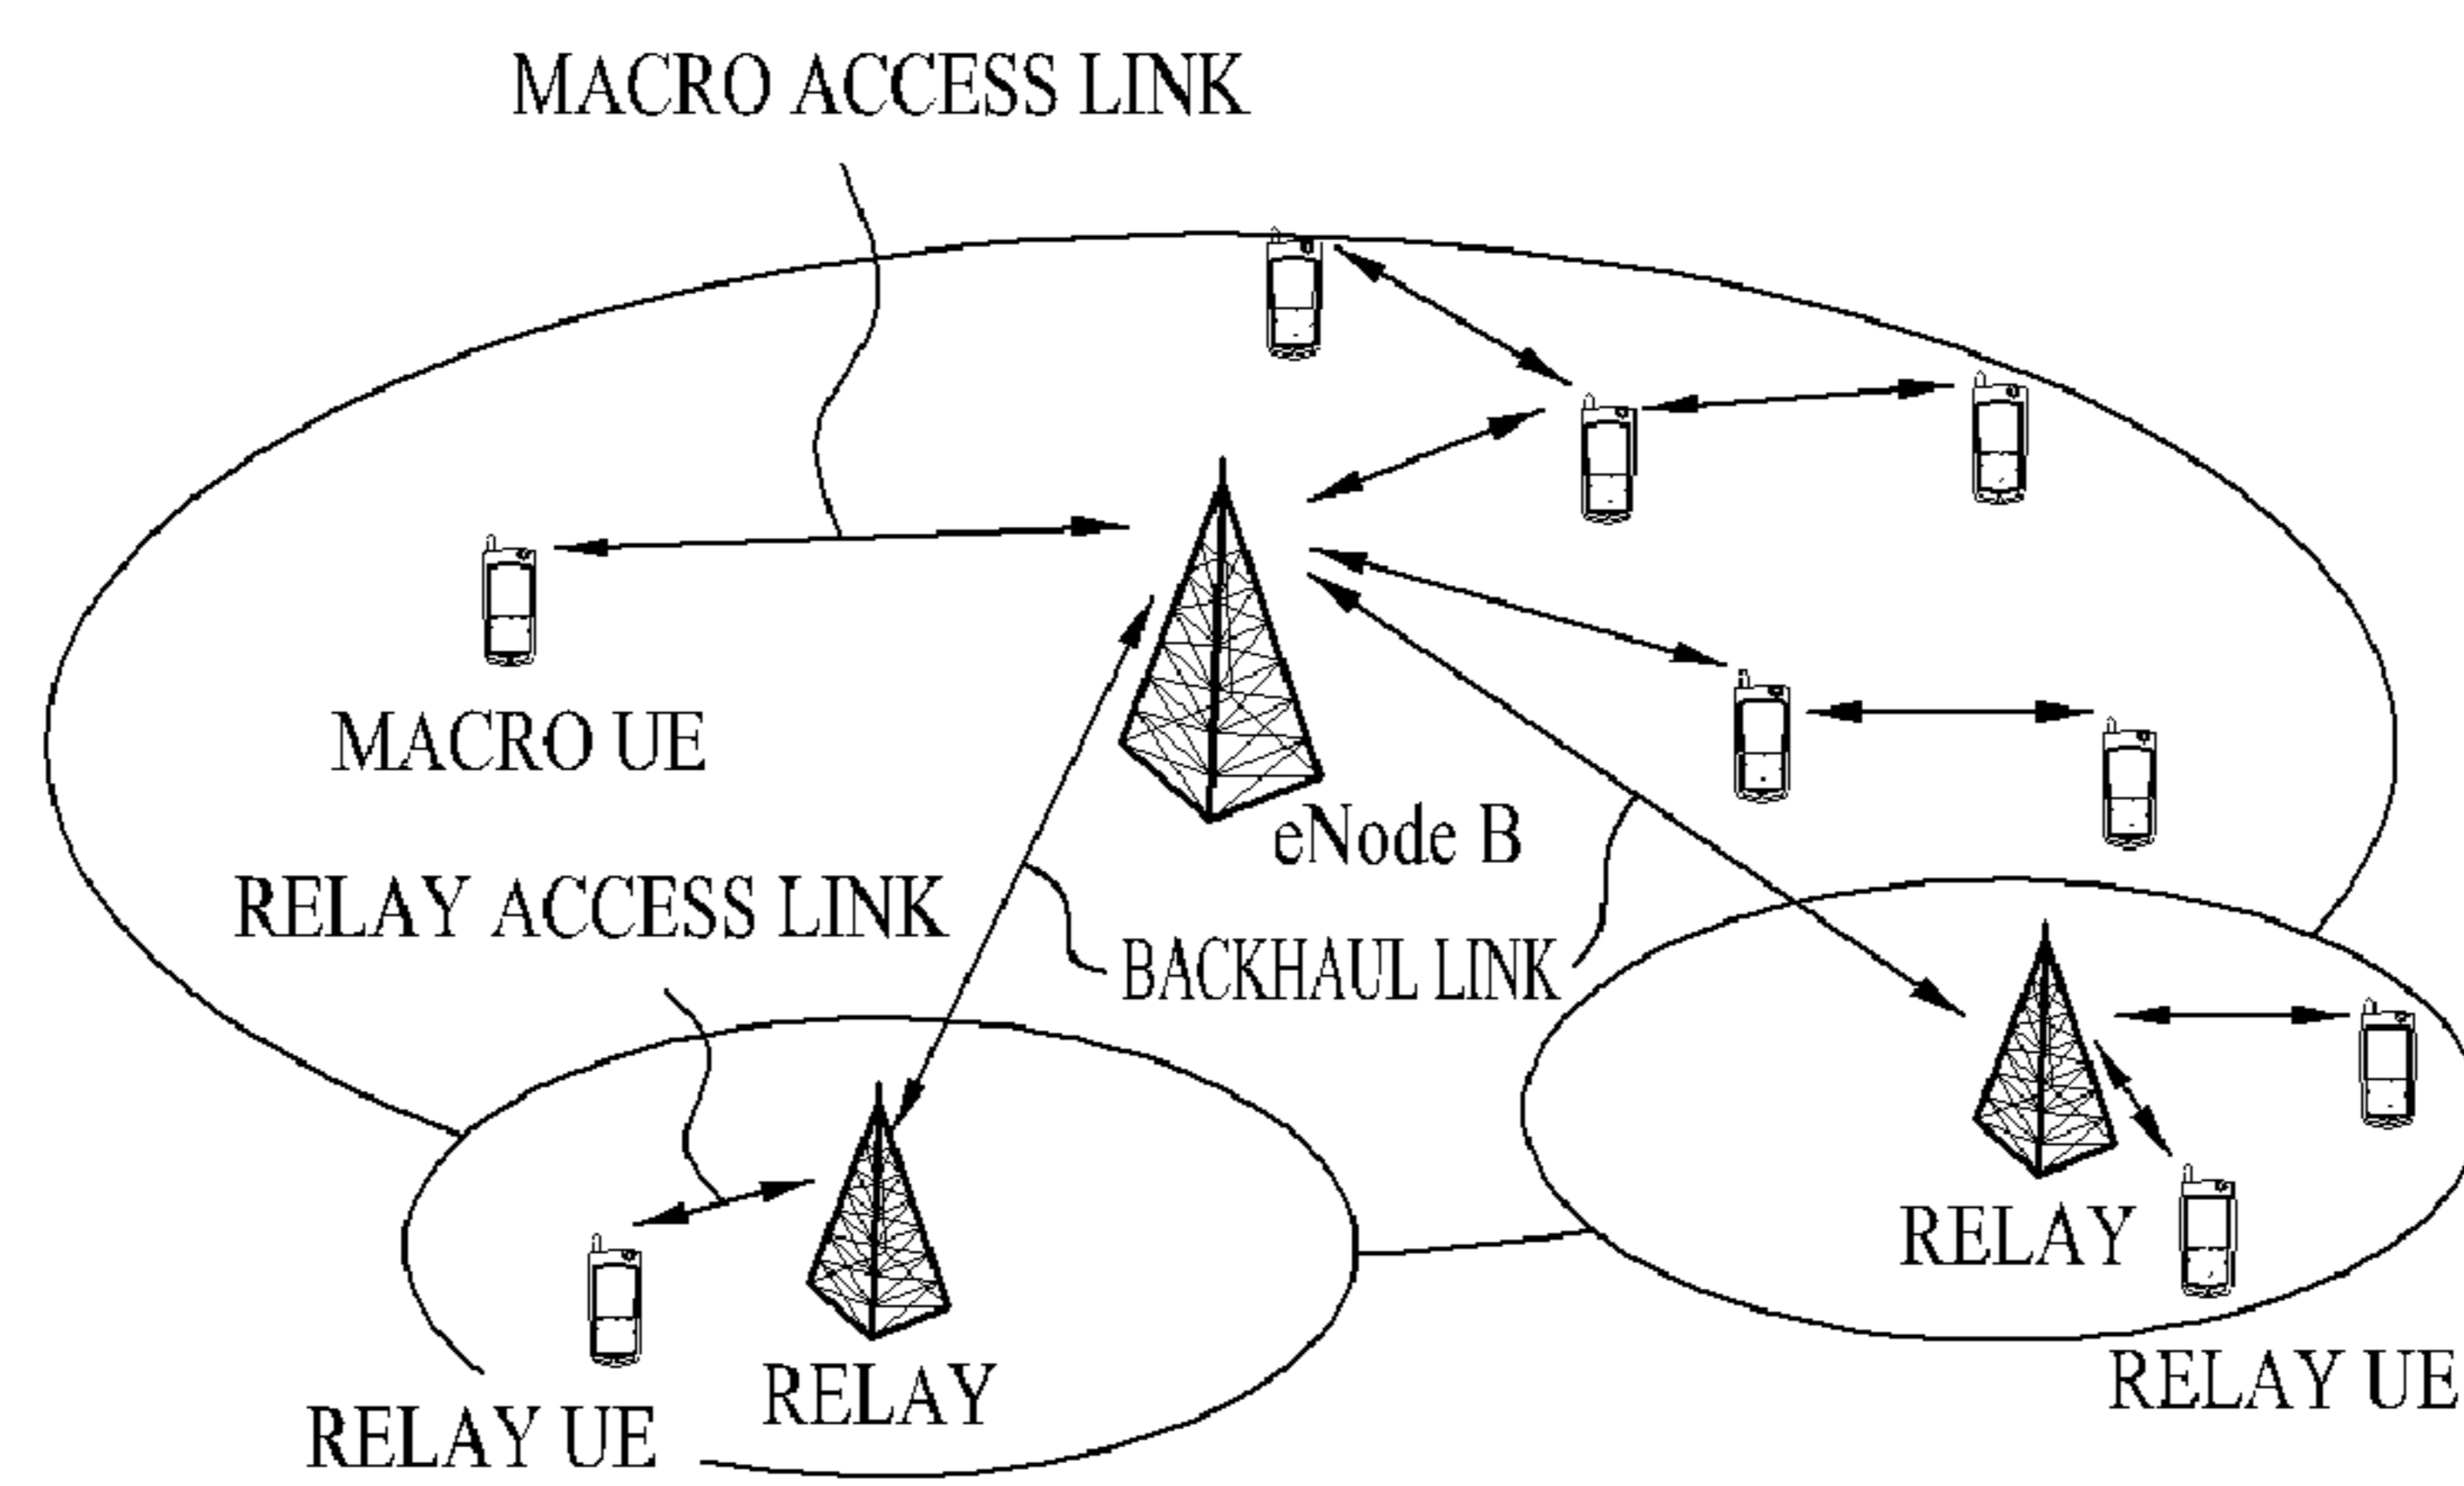 MACRO ACCESS LINK
MACRO UE
eNode B
RELAY ACCESS LINK
BACKHAUL LINK
RELAY
RELAY UE
RELAY
RELAY UE